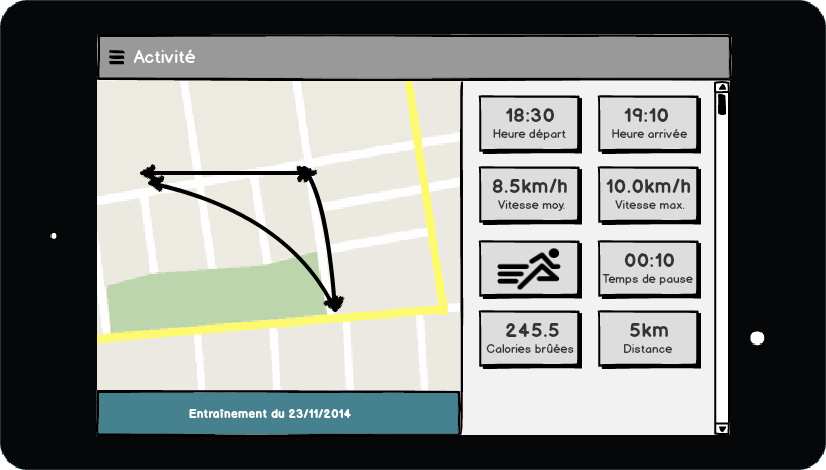 Activité
18:30
Heure départ
19:10
Heure arrivée
8.5km/h
Vitesse moy.
10.0km/h
Vitesse max.
00:10
Temps de pause
245.5
Calories brûées
5km
Distance
Entraînement du 23/11/2014